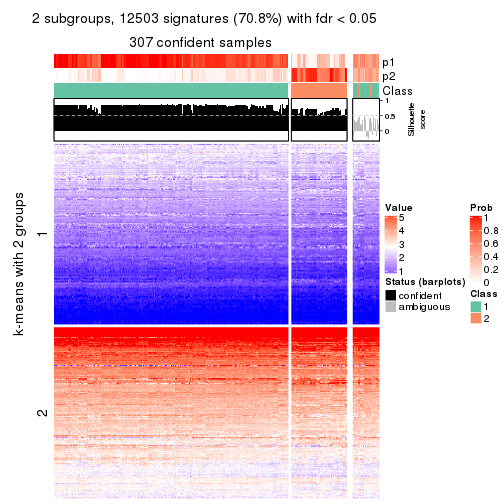 2 subgroups, 12503 signatures (70.8%) with fdr < 0.05
307 confident samples
p1
p2
Class
1
0.5
0
Silhouette
score
k-means with 2 groups
1
2
Value
5
4
3
2
1
Status (barplots)
confident
ambiguous
Prob
1
0.8
0.6
0.4
0.2
0
Class
1
2